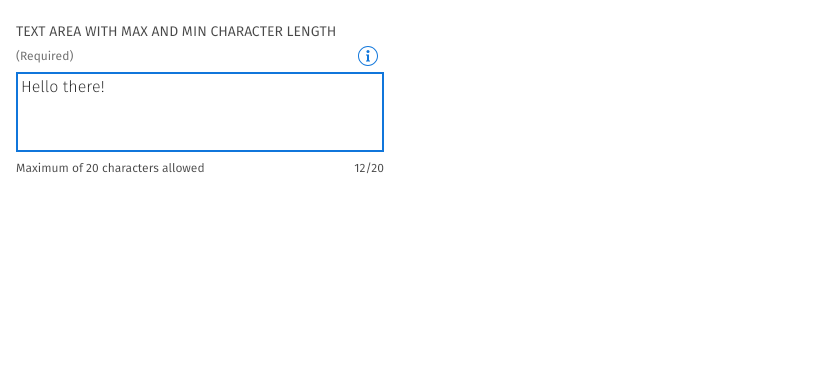 TEXT AREA WITH MAX AND MIN CHARACTER LENGTH
(Required)
Hello there!
Maximum of 20 characters allowed 12/20